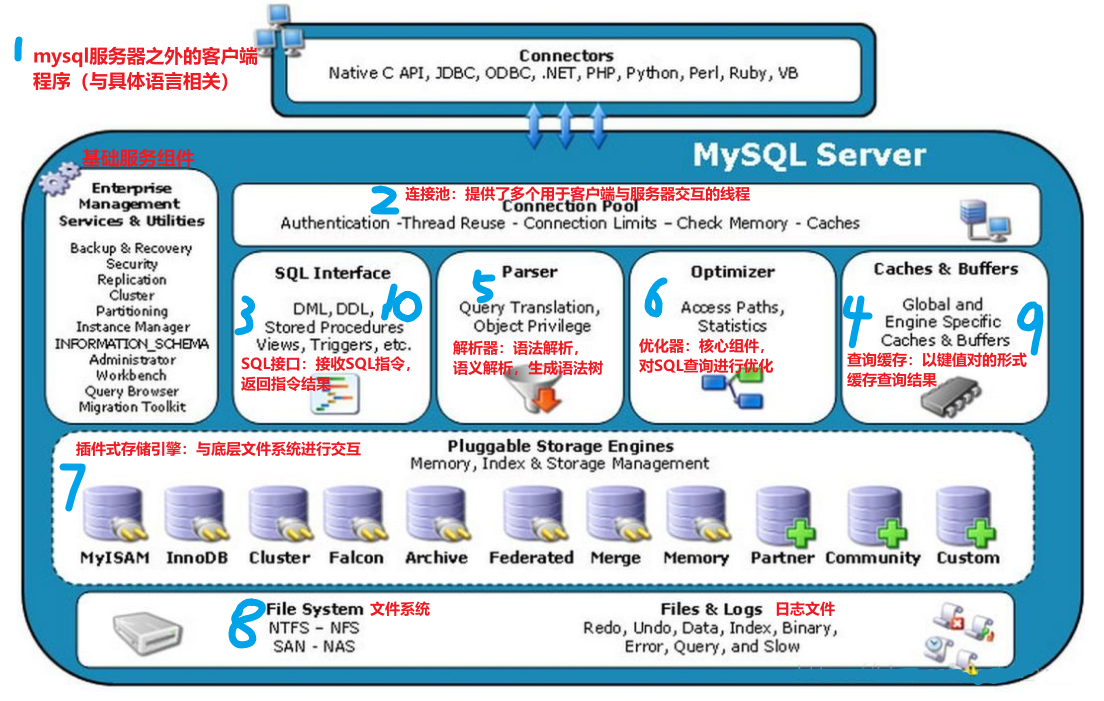 1
mysql服务器之外的客户端
程序（与具体语言相关）
Connectors
Native C API, JDBC, ODBC, .NET, PHP, Python, Perl, Ruby, VB
MySQL Server
基础服务组件
Enterprise
Management
Services & Utilities
Backup & Recovery
Security
Replication
Cluster
Partitioning
Instance Manager
INFORMATION_SCHEMA
Administrator
Workbench
Query Browser
Migration Toolkit
2
连接池：提供了多个用于客户端与服务器交互的线程
Connection Pool
Authentication -Thread Reuse - Connection Limits – Check Memory - Caches
SQL Interface
3
10
DML, DDL,
Stored Procedures
Views, Triggers, etc.
SQL接口：接收SQL指令，
返回指令结果
Parser
5
Query Translation,
Object Privilege
解析器：语法解析，
语义解析，生成语法树
Optimizer
6
Access Paths,
Statistics
优化器：核心组件，
对SQL查询进行优化
Caches & Buffers
4
9
Global and
Engine Specific
Caches & Buffers
查询缓存：以键值对的形式
缓存查询结果
插件式存储引擎：与底层文件系统进行交互
Pluggable Storage Engines
Memory, Index & Storage Management
7
MyISAM InnoDB Cluster Falcon Archive Federated Merge Memory Partner Community Custom
8
File System 文件系统
NTFS – NFS
SAN - NAS
Files & Logs 日志文件
Redo, Undo, Data, Index, Binary,
Error, Query, and Slow